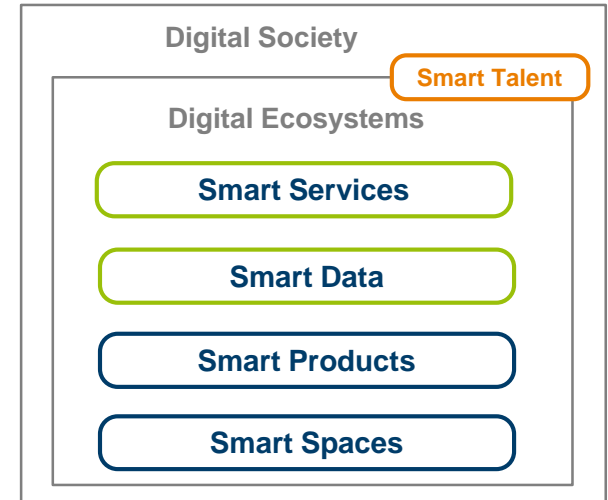 Digital Society
Smart Talent
Digital Ecosystems
Smart Services
Smart Data
Smart Products
Smart Spaces